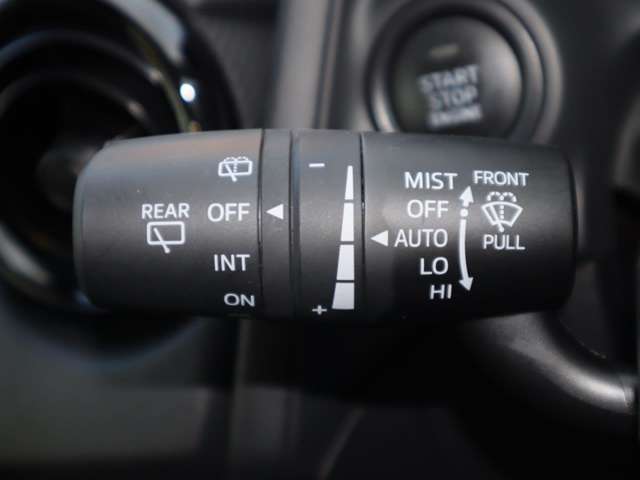 START
STOP
ENGINE
REAR
OFF
INT
ON
-
+
MIST
OFF
AUTO
LO
HI
FRONT
PULL